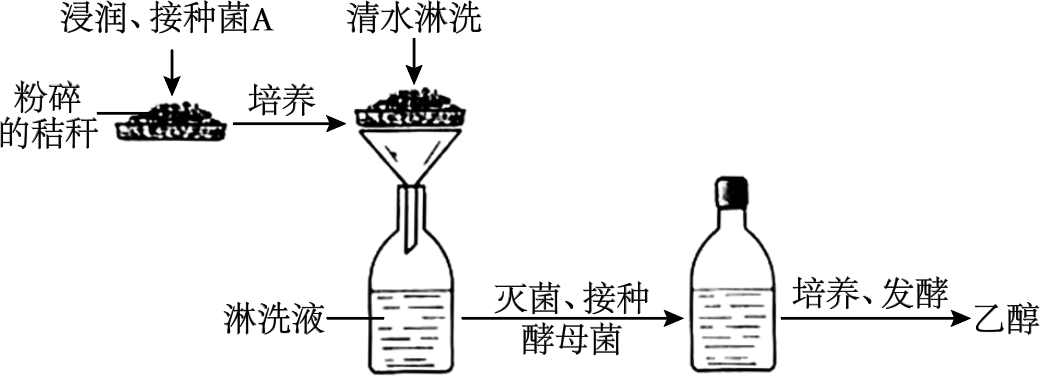 浸润、接种菌A
清水淋洗
粉碎
的秸秆
培养
淋洗液
灭菌、接种
酵母菌
培养、发酵
乙醇